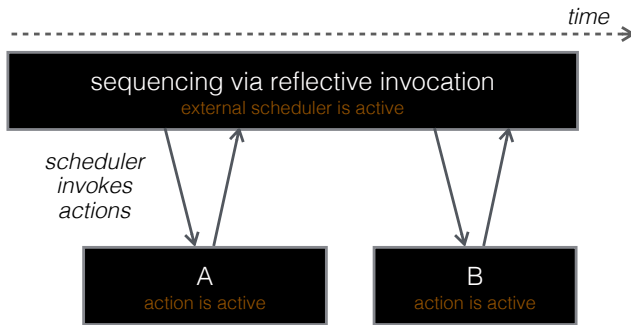 time
sequencing via reflective invocation
external scheduler is active
scheduler
invokes
actions
A
action is active
B
action is active